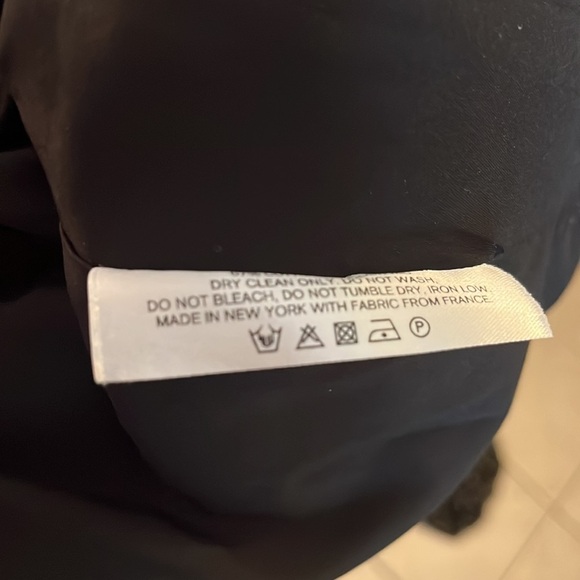 DRY CLEAN ONLY. DO NOT WASH,
DO NOT BLEACH, DO NOT TUMBLE DRY, IRON LOW.
MADE IN NEW YORK WITH FABRIC FROM FRANCE.
P